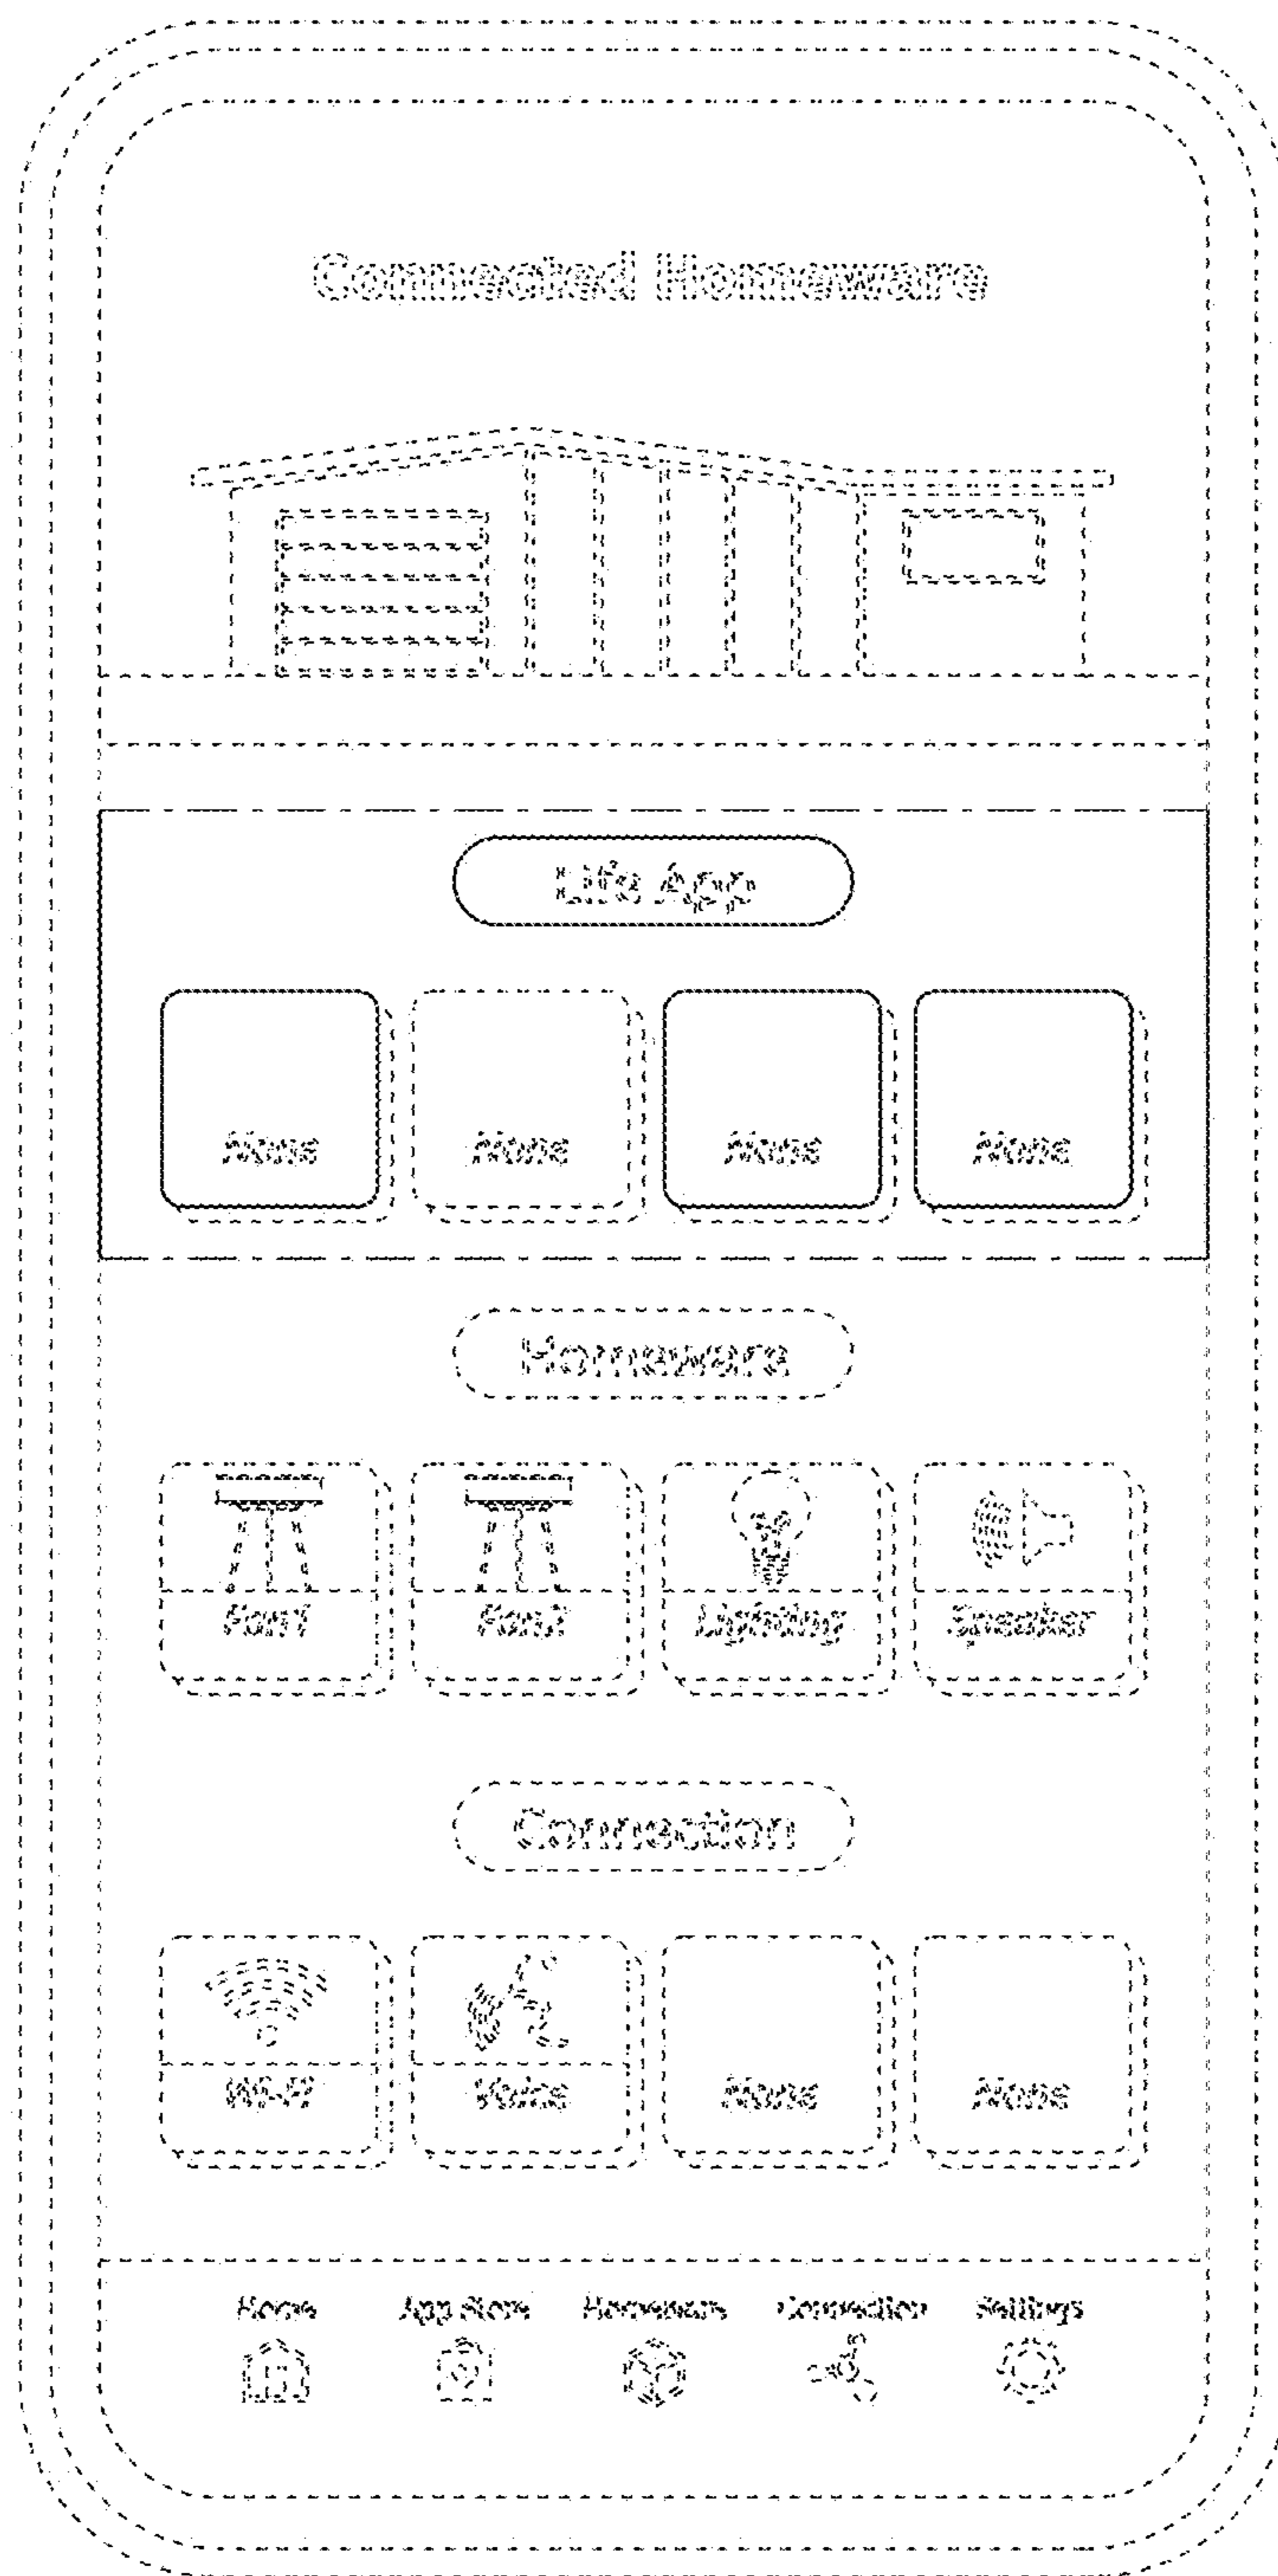 Connected Homeware
Life App
None None None None
Homeware
Fan1 Fan2 Lighting Speaker
Connection
Wi-Fi Voice None None
Home App Store Homeware Connection Settings